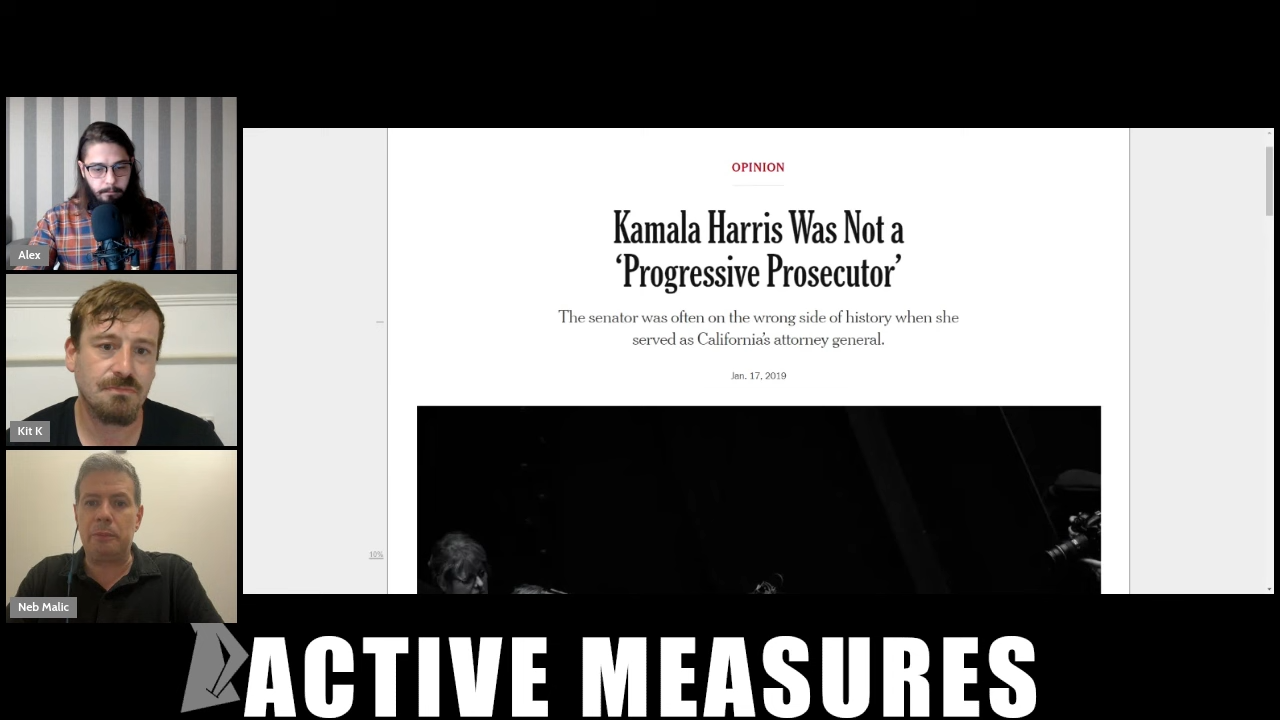 Alex
Kit K
Neb Malic
OPINION
Kamala Harris Was Not a
‘Progressive Prosecutor’
The senator was often on the wrong side of history when she
served as California’s attorney general.
Jan. 17, 2019
10%
ACTIVE MEASURES